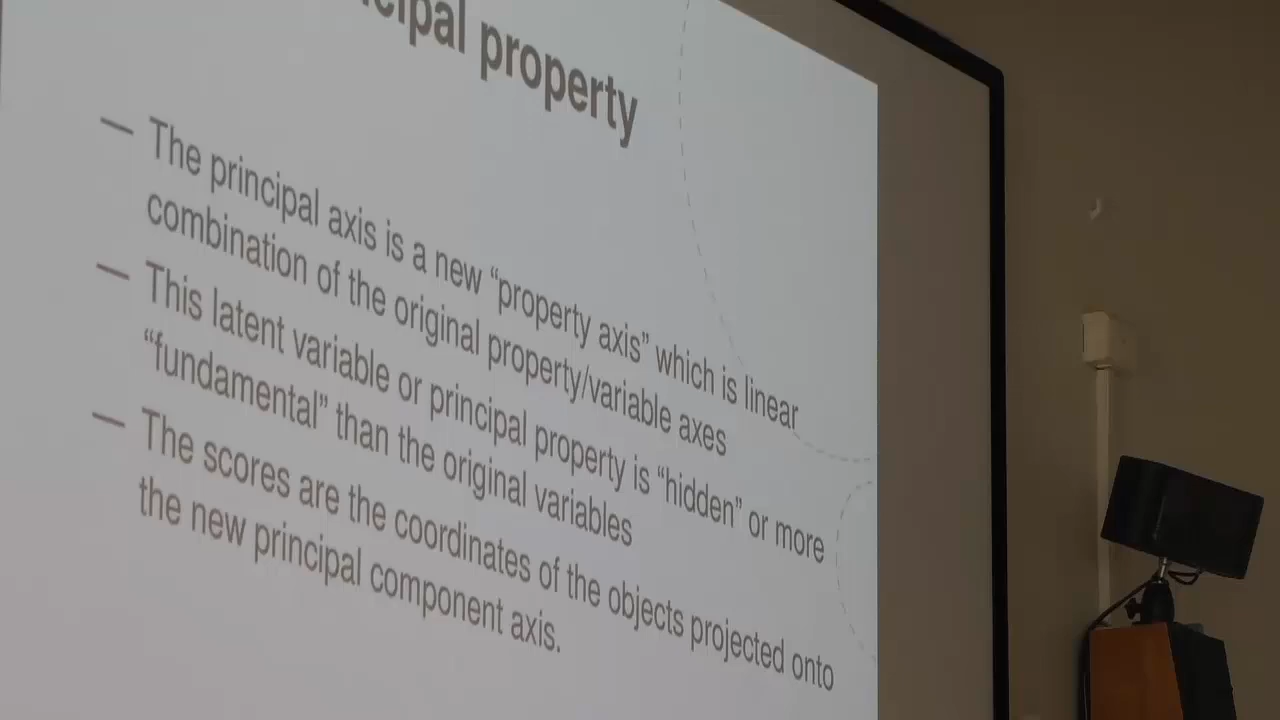 cipal property
— The principal axis is a new “property axis” which is linear
combination of the original property/variable axes
— This latent variable or principal property is “hidden” or more
“fundamental” than the original variables
— The scores are the coordinates of the objects projected onto
the new principal component axis.